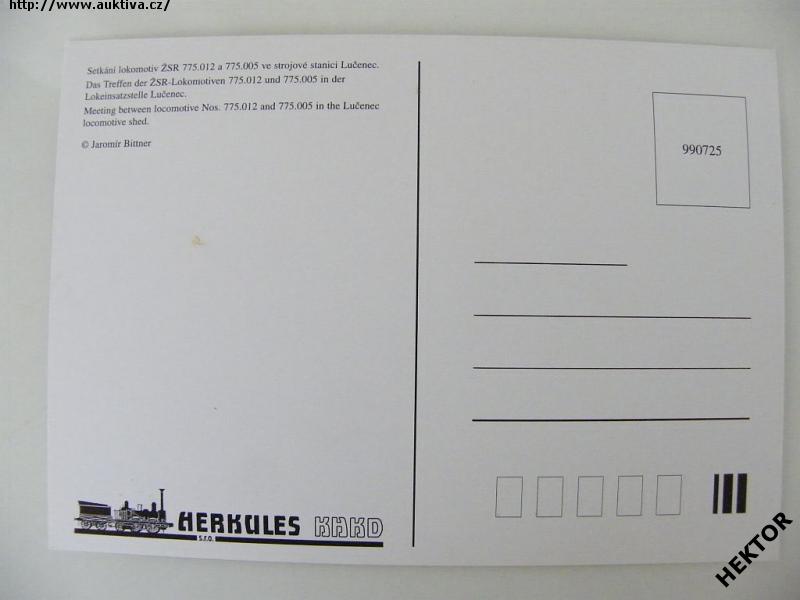 http://www.auktiva.cz/
Setkání lokomotiv ŽSR 775.012 a 775.005 ve strojové stanici Lučenec.
Das Treffen der ŽSR-Lokomotiven 775.012 und 775.005 in der
Lokeinsatzstelle Lučenec.
Meeting between locomotive Nos. 775.012 and 775.005 in the Lučenec
locomotive shed.
© Jaromír Bittner
990725
HERKULES KHKD
s.r.o.
HEKTOR